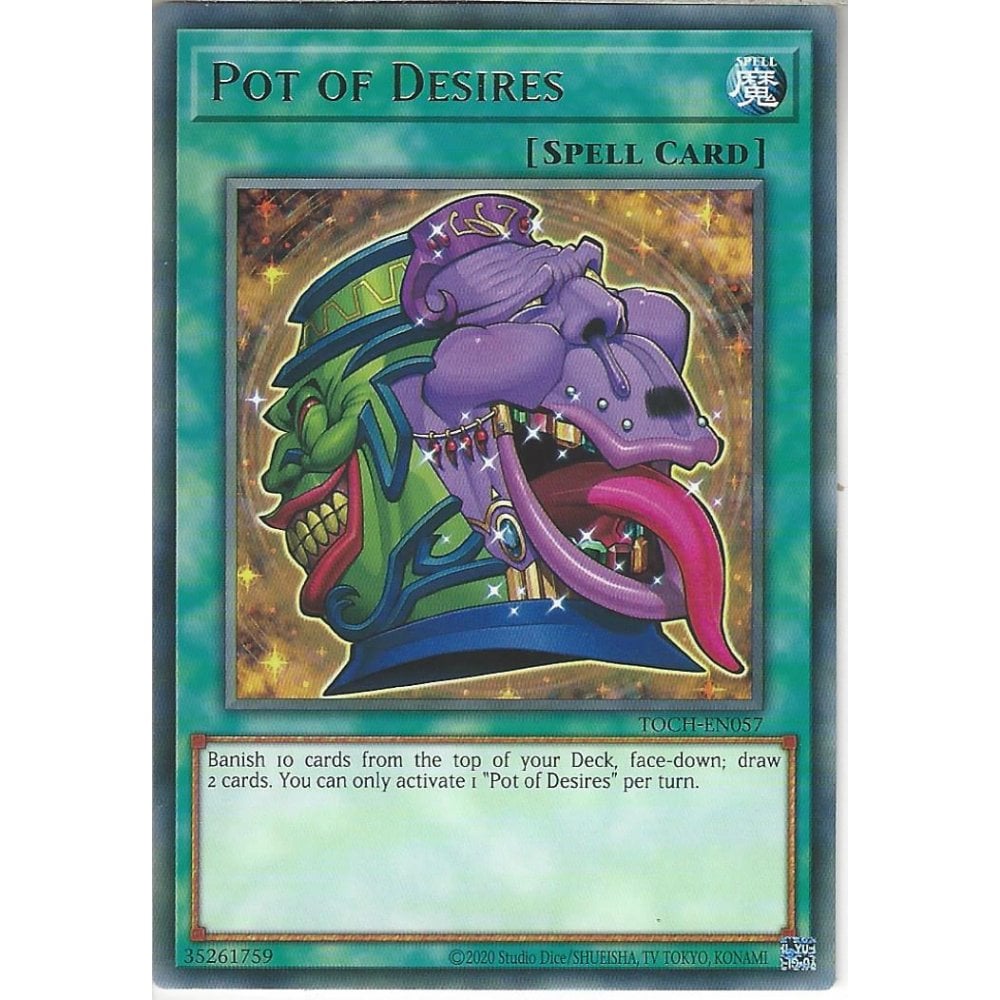 POT OF DESIRES
SPELL
魔
[SPELL CARD]
TOCH-EN057
Banish 10 cards from the top of your Deck, face-down; draw
2 cards. You can only activate 1 "Pot of Desires" per turn.
35261759
©2020 Studio Dice/SHUEISHA, TV TOKYO, KONAMI